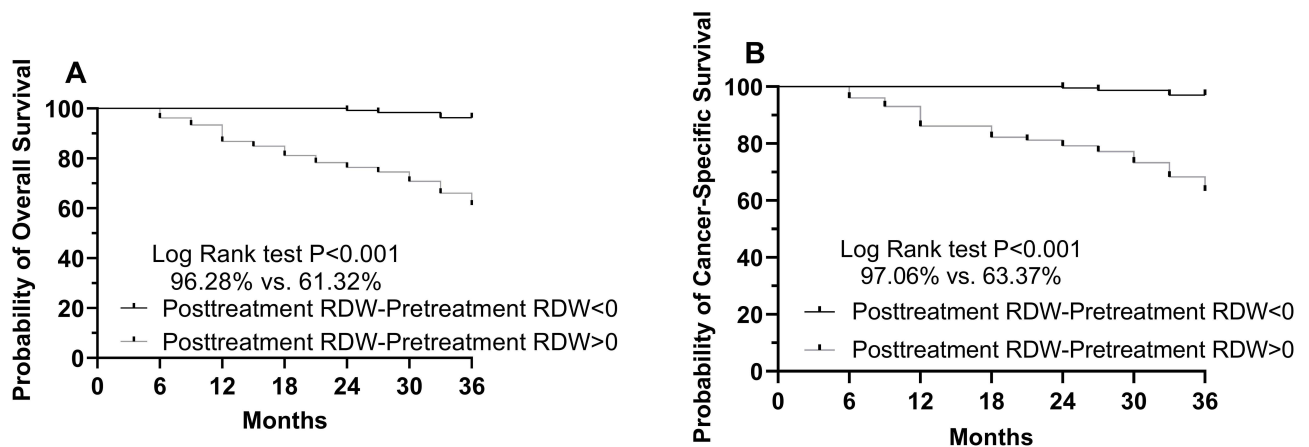 A
Probability of Overall Survival
100
80
60
40
20
0
Log Rank test P<0.001
96.28% vs. 61.32%
Posttreatment RDW-Pretreatment RDW<0
Posttreatment RDW-Pretreatment RDW>0
0 6 12 18 24 30 36
Months
B
Probability of Cancer-Specific Survival
100
80
60
40
20
0
Log Rank test P<0.001
97.06% vs. 63.37%
Posttreatment RDW-Pretreatment RDW<0
Posttreatment RDW-Pretreatment RDW>0
0 6 12 18 24 30 36
Months